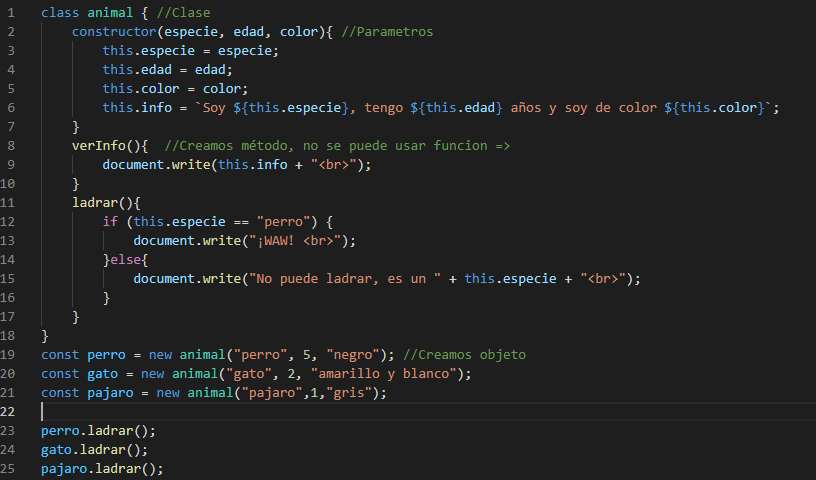 1 class animal { //Clase
2 constructor(especie, edad, color){ //Parametros
3 this.especie = especie;
4 this.edad = edad;
5 this.color = color;
6 this.info = `Soy ${this.especie}, tengo ${this.edad} años y soy de color ${this.color}`;
7 }
8 verInfo(){  //Creamos método, no se puede usar funcion =>
9 document.write(this.info + "<br>");
10 }
11 ladrar(){
12 if (this.especie == "perro") {
13 document.write("¡WAW! <br>");
14 }else{
15 document.write("No puede ladrar, es un " + this.especie + "<br>");
16 }
17 }
18 }
19 const perro = new animal("perro", 5, "negro"); //Creamos objeto
20 const gato = new animal("gato", 2, "amarillo y blanco");
21 const pajaro = new animal("pajaro",1,"gris");
22
23 perro.ladrar();
24 gato.ladrar();
25 pajaro.ladrar();